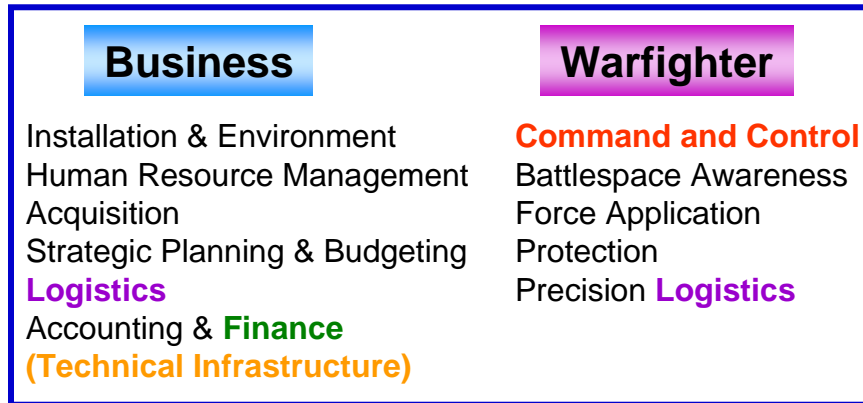 Business
Installation & Environment
Human Resource Management
Acquisition
Strategic Planning & Budgeting
Logistics
Accounting & Finance
(Technical Infrastructure)
Warfighter
Command and Control
Battlespace Awareness
Force Application
Protection
Precision Logistics